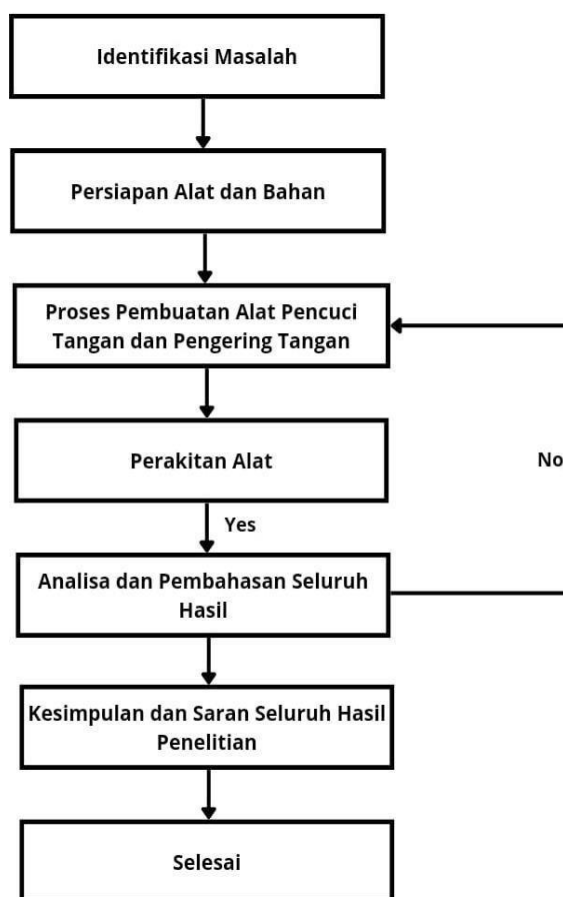 Identifikasi Masalah
Persiapan Alat dan Bahan
Proses Pembuatan Alat Pencuci
Tangan dan Pengering Tangan
Perakitan Alat
No
Yes
Analisa dan Pembahasan Seluruh
Hasil
Kesimpulan dan Saran Seluruh Hasil
Penelitian
Selesai